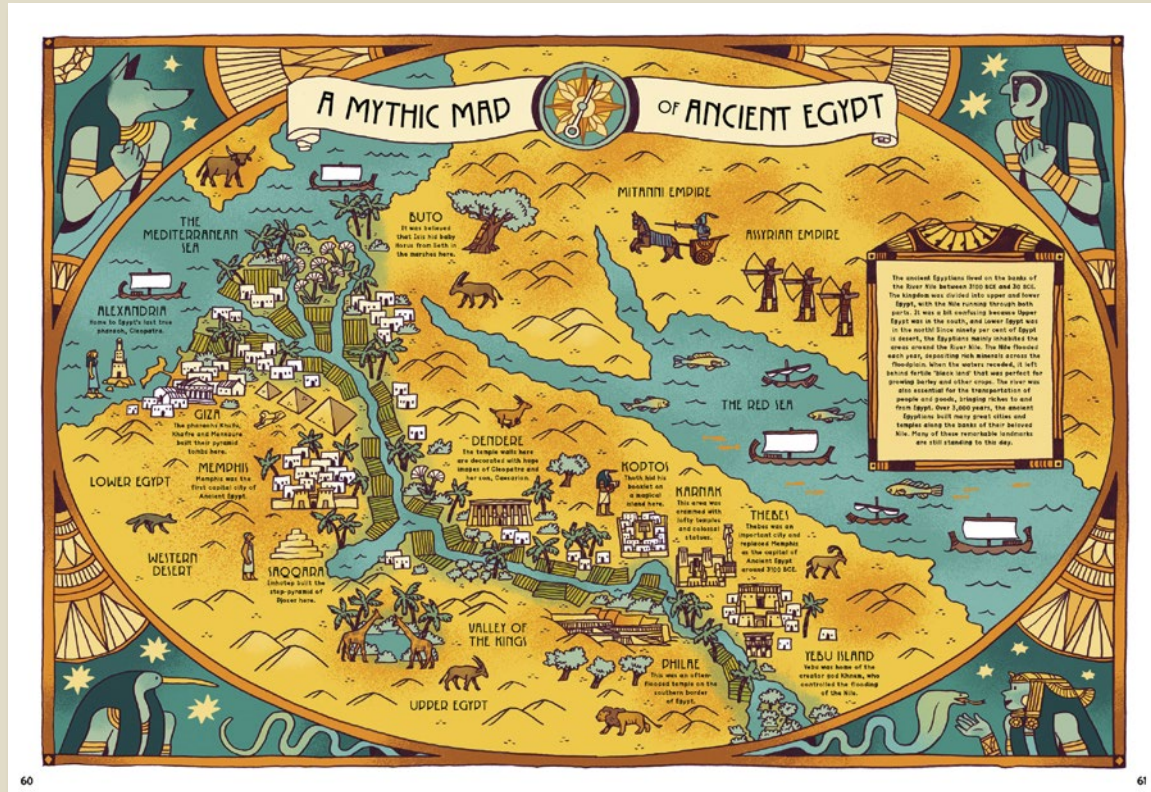 A MYTHIC MAP OF ANCIENT EGYPT
THE
MEDITERRANEAN
SEA
BUTO
It was believed
that Isis hid baby
Horus from Seth in
the marshes here.
MITANNI EMPIRE
ASSYRIAN EMPIRE
The ancient Egyptians lived on the banks of
the River Nile between 3100 BCE and 30 BCE.
The kingdom was divided into upper and lower
Egypt, with the Nile running through both
parts. It was a bit confusing because Upper
Egypt was in the south, and Lower Egypt was
in the north! Since ninety per cent of Egypt
is desert, the Egyptians mainly inhabited the
areas around the River Nile. The Nile flooded
each year, depositing rich minerals across the
floodplain. When the waters receded, it left
behind fertile 'black land' that was perfect for
growing barley and other crops. The river was
also essential for the transportation of
people and goods, bringing riches to and
from Egypt. Over 3,000 years, the ancient
Egyptians built many great cities and
temples along the banks of their beloved
Nile. Many of these remarkable landmarks
are still standing to this day.
ALEXANDRIA
Home to Egypt's last true
pharaoh, Cleopatra.
THE RED SEA
GIZA
The pharaohs Khufu,
Khafre and Menkaure
built their pyramid
tombs here.
DENDERE
The temple walls here
are decorated with huge
images of Cleopatra and
her son, Caesarion.
LOWER EGYPT
MEMPHIS
Memphis was the
first capital city of
Ancient Egypt.
KOPTOS
Thoth hid his
booklet on
a magical
island here.
KARNAK
This area was
crammed with
lofty temples
and colossal
statues.
THEBES
Thebes was an
important city and
replaced Memphis
as the capital of
Ancient Egypt
around 2100 BCE.
WESTERN
DESERT
SAQQARA
Imhotep built the
step-pyramid of
Djoser here.
VALLEY OF
THE KINGS
PHILAE
This was an often-
flooded temple on the
southern border
of Egypt.
YEBU ISLAND
Yebu was home of the
creator god Khnum, who
controlled the flooding
of the Nile.
UPPER EGYPT
60
61